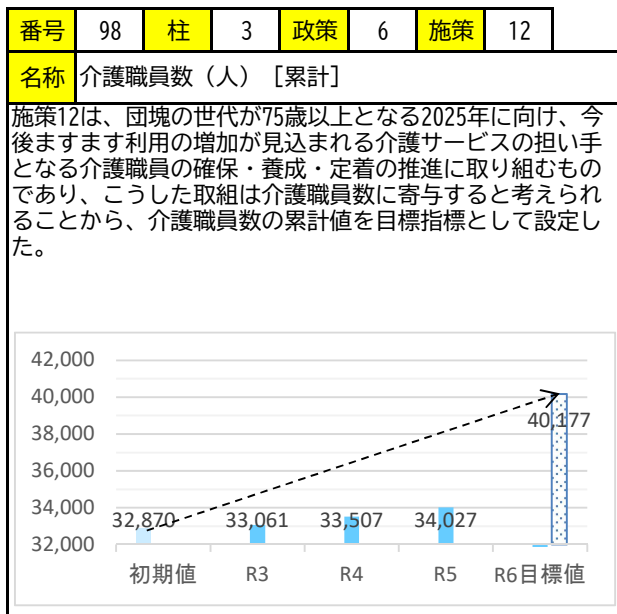 番号 98 柱 3 政策 6 施策 12
名称 介護職員数（人）［累計］
施策12は、団塊の世代が75歳以上となる2025年に向け、今
後ますます利用の増加が見込まれる介護サービスの担い手
となる介護職員の確保・養成・定着の推進に取り組むもの
であり、こうした取組は介護職員数に寄与すると考えられ
ることから、介護職員数の累計値を目標指標として設定し
た。
42,000
40,000
38,000
36,000
34,000
32,000
32,870 33,061 33,507 34,027 40,177
初期値 R3 R4 R5 R6目標値